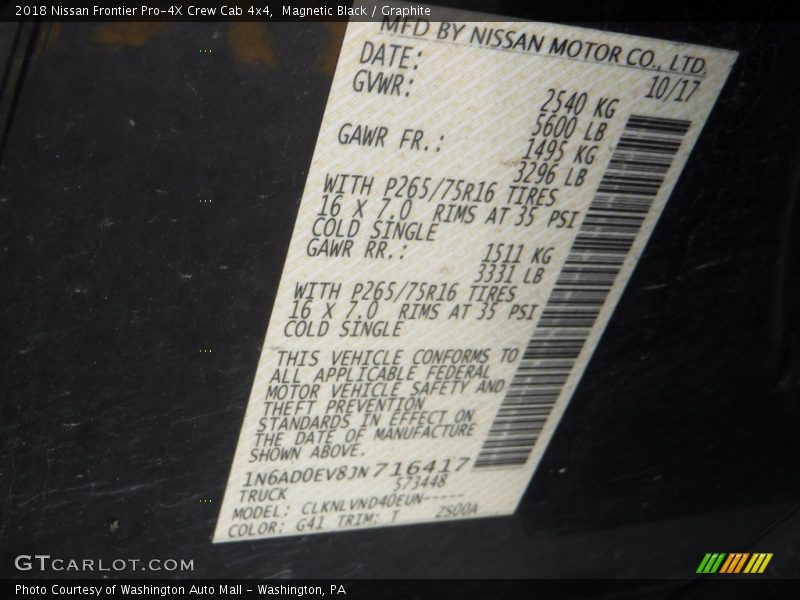 2018 Nissan Frontier Pro-4X Crew Cab 4x4,  Magnetic Black / Graphite
MFD BY NISSAN MOTOR CO., LTD.
DATE: 10/17
GVWR: 2540 KG
5600 LB
GAWR FR.: 1495 KG
3296 LB
WITH P265/75R16 TIRES
16 X 7.0 RIMS AT 35 PSI
COLD SINGLE
GAWR RR.: 1511 KG
3331 LB
WITH P265/75R16 TIRES
16 X 7.0 RIMS AT 35 PSI
COLD SINGLE
THIS VEHICLE CONFORMS TO
ALL APPLICABLE FEDERAL
MOTOR VEHICLE SAFETY AND
THEFT PREVENTION
STANDARDS IN EFFECT ON
THE DATE OF MANUFACTURE
SHOWN ABOVE.
1N6AD0EV8JN716417
TRUCK 573448
MODEL: CLKNLVND40EUN-----
COLOR: G41 TRIM: T ZS00A
GTCARLOT.COM
Photo Courtesy of Washington Auto Mall - Washington, PA